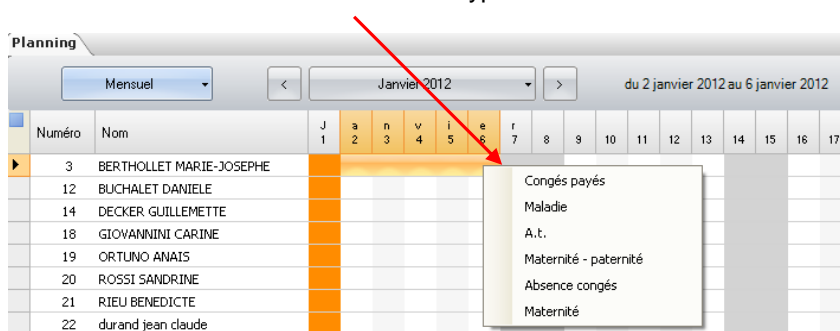 Planning
Mensuel < Janvier 2012 > du 2 janvier 2012 au 6 janvier 2012
Numéro Nom J a n v i e r
1 2 3 4 5 6 7 8 9 10 11 12 13 14 15 16 17
3 BERTHOLLET MARIE-JOSEPHE
Congés payés
12 BUCHALET DANIELE
Maladie
14 DECKER GUILLEMETTE
A.t.
18 GIOVANNINI CARINE
Maternité - paternité
19 ORTUNO ANAIS
Absence congés
20 ROSSI SANDRINE
Maternité
21 RIEU BENEDICTE
22 durand jean claude